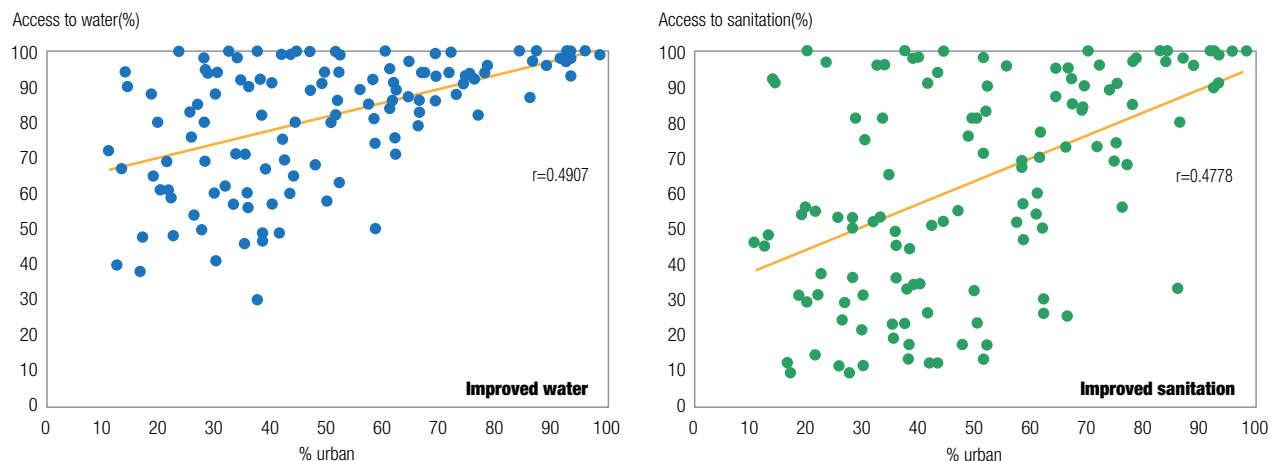 Access to water(%)
100
90
80
70
60
50
40
30
20
10
0
r=0.4907
Improved water
0 10 20 30 40 50 60 70 80 90 100
% urban
Access to sanitation(%)
100
90
80
70
60
50
40
30
20
10
0
r=0.4778
Improved sanitation
0 10 20 30 40 50 60 70 80 90 100
% urban